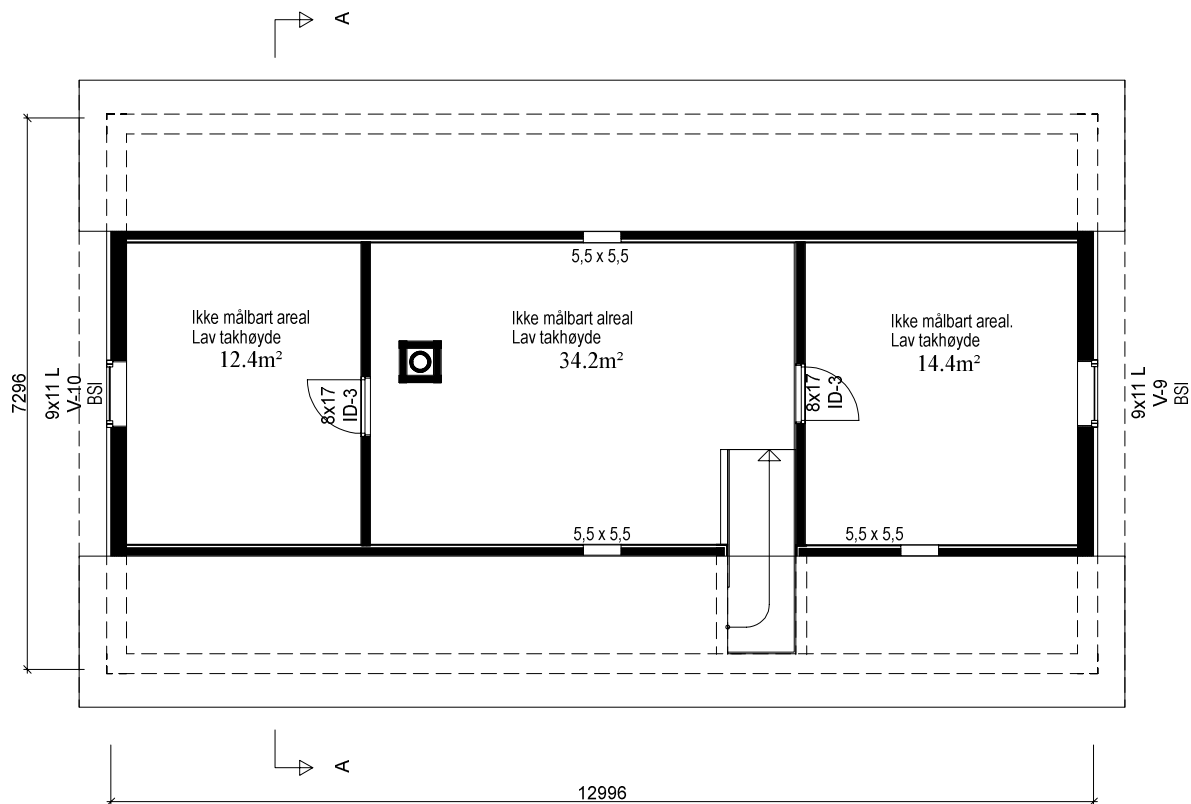 A
5,5 x 5,5
Ikke målbart areal
Lav takhøyde
12.4m²
Ikke målbart alreal
Lav takhøyde
34.2m²
Ikke målbart areal.
Lav takhøyde
14.4m²
7296
9x11 L
V-10
BSI
8x17
ID-3
8x17
ID-3
9x11 L
V-9
BSI
5,5 x 5,5
5,5 x 5,5
A
12996